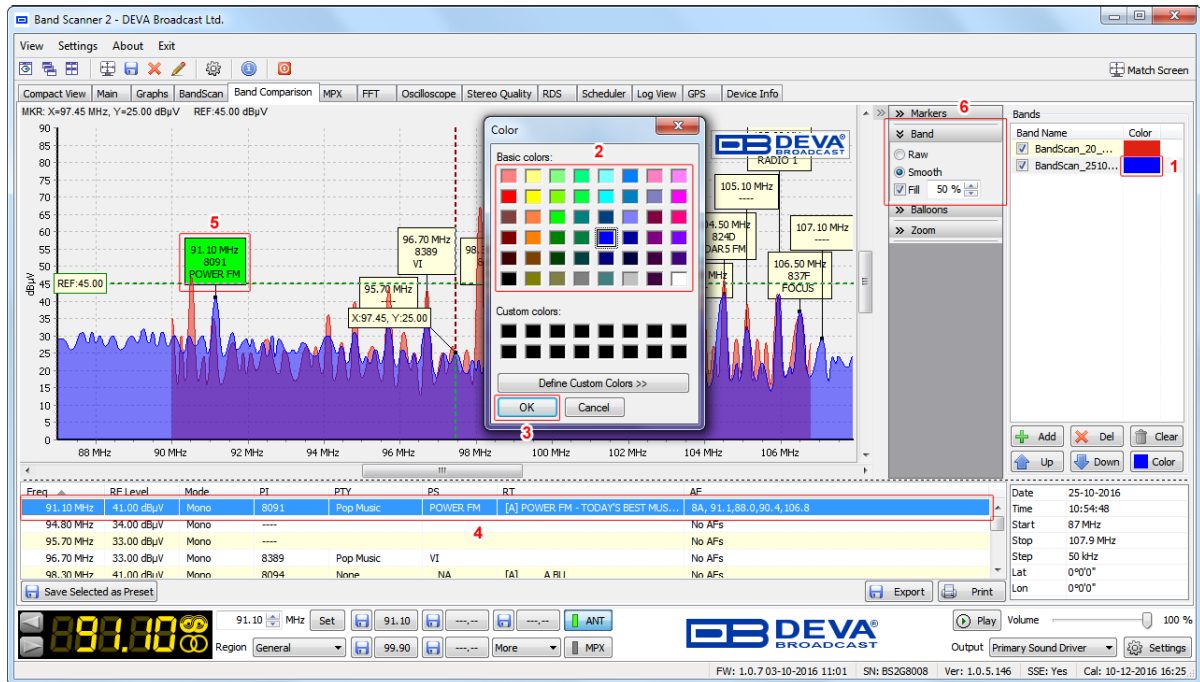 Band Scanner 2 - DEVA Broadcast Ltd.
View Settings About Exit
Match Screen
Compact View Main Graphs BandScan Band Comparison MPX FFT Oscilloscope Stereo Quality RDS Scheduler Log View GPS Device Info
MKR: X=97.45 MHz, Y=25.00 dBµV REF:45.00 dBµV
90
85
80
75
70
65
60
55
50
45
40
35
30
25
20
15
10
5
0
dBµV
REF:45.00
5
91.10 MHz
8091
POWER FM
95.70 MHz
----
96.70 MHz
8389
VI
X:97.45, Y:25.00
98.
Color
2
Basic colors:
Custom colors:
Define Custom Colors >>
OK
Cancel
3
DEVA
BROADCAST
RADIO 1
105.10 MHz
----
04.50 MHz
824D
DAR5 FM
MHz
106.50 MHz
837F
FOCUS
107.10 MHz
----
88 MHz 90 MHz 92 MHz 94 MHz 96 MHz 98 MHz 100 MHz 102 MHz 104 MHz 106 MHz
6
Markers
Band
Raw
Smooth
Fill 50 %
Balloons
Zoom
Bands
Band Name Color
BandScan_20_...
BandScan_2510...
1
Add Del Clear
Up Down Color
Freq RF Level Mode PI PTY PS RT AF
91.10 MHz 41.00 dBµV Mono 8091 Pop Music POWER FM [A] POWER FM - TODAY'S BEST MUS... 8A, 91.1,88.0,90.4,106.8
94.80 MHz 34.00 dBµV Mono ---- No AFs
4
95.70 MHz 33.00 dBµV Mono ---- No AFs
96.70 MHz 33.00 dBµV Mono 8389 Pop Music VI No AFs
98.30 MHz 41.00 dBµV Mono 8094 None NA [A] A BU No AFs
Date 25-10-2016
Time 10:54:48
Start 87 MHz
Stop 107.9 MHz
Step 50 kHz
Lat 0º0'0"
Lon 0º0'0"
Save Selected as Preset
Export Print
91.10
91.10 MHz Set 91.10 ---.-- ---.-- ANT
Region General 99.90 ---.-- More MPX
DEVA
BROADCAST
Play Volume 100 %
Output Primary Sound Driver Settings
FW: 1.0.7 03-10-2016 11:01 SN: BS2G8008 Ver: 1.0.5.146 SSE: Yes Cal: 10-12-2016 16:25